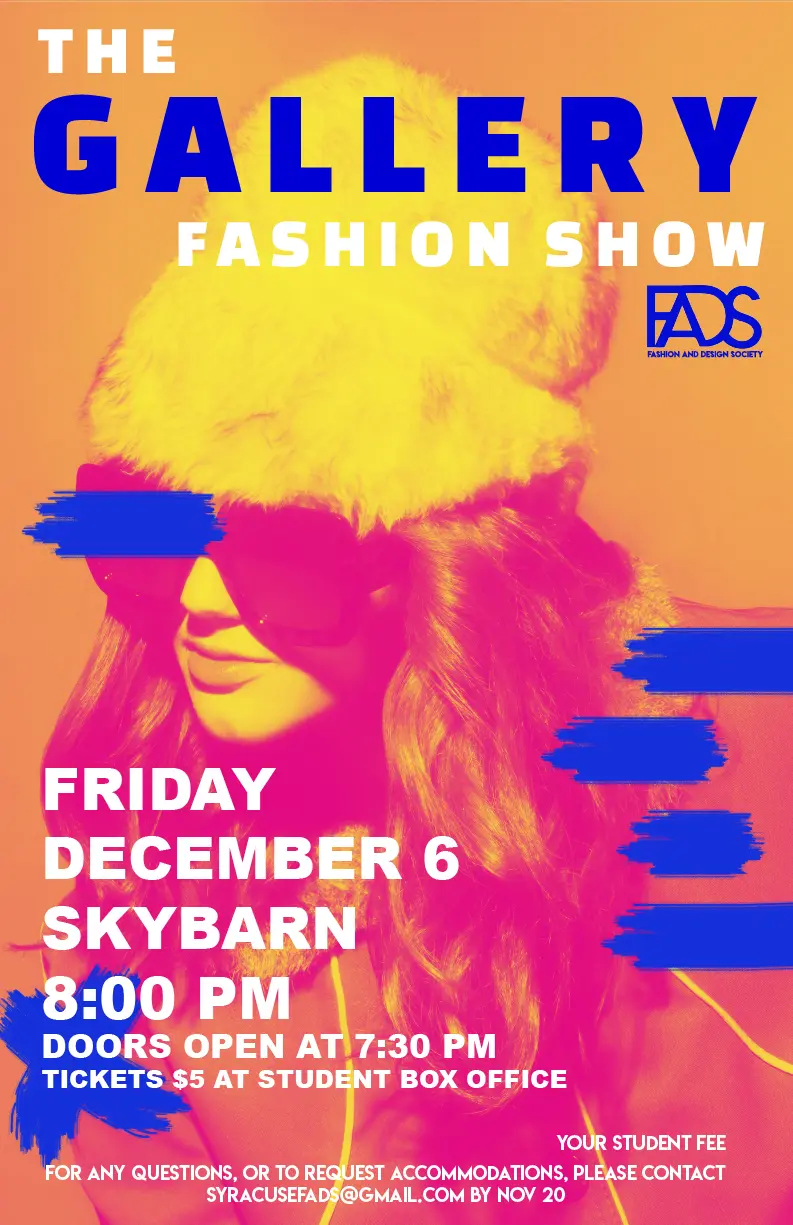 THE
GALLERY
FASHION SHOW
FADS
FASHION AND DESIGN SOCIETY
FRIDAY
DECEMBER 6
SKYBARN
8:00 PM
DOORS OPEN AT 7:30 PM
TICKETS $5 AT STUDENT BOX OFFICE
YOUR STUDENT FEE
FOR ANY QUESTIONS, OR TO REQUEST ACCOMMODATIONS, PLEASE CONTACT
SYRACUSEFADS@GMAIL.COM BY NOV 20